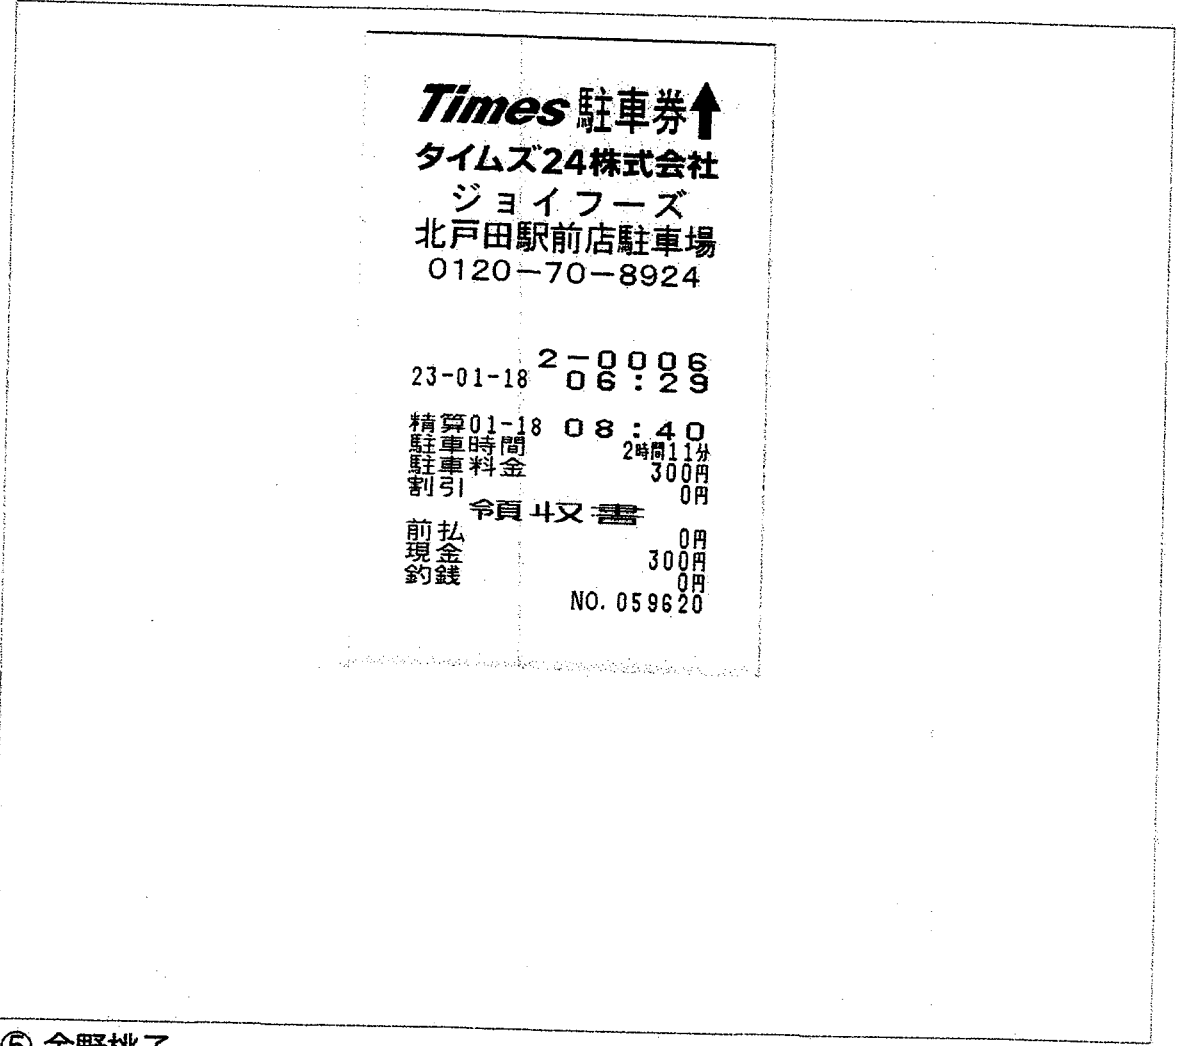 Times 駐車券↑
タイムズ24株式会社
ジョイフーズ
北戸田駅前店駐車場
0120-70-8924
2-0006
23-01-18 06:29
精算01-18 08:40
駐車時間 2時間11分
駐車料金 300円
割引 0円
領収書
前払 0円
現金 300円
釣銭 0円
NO.059620